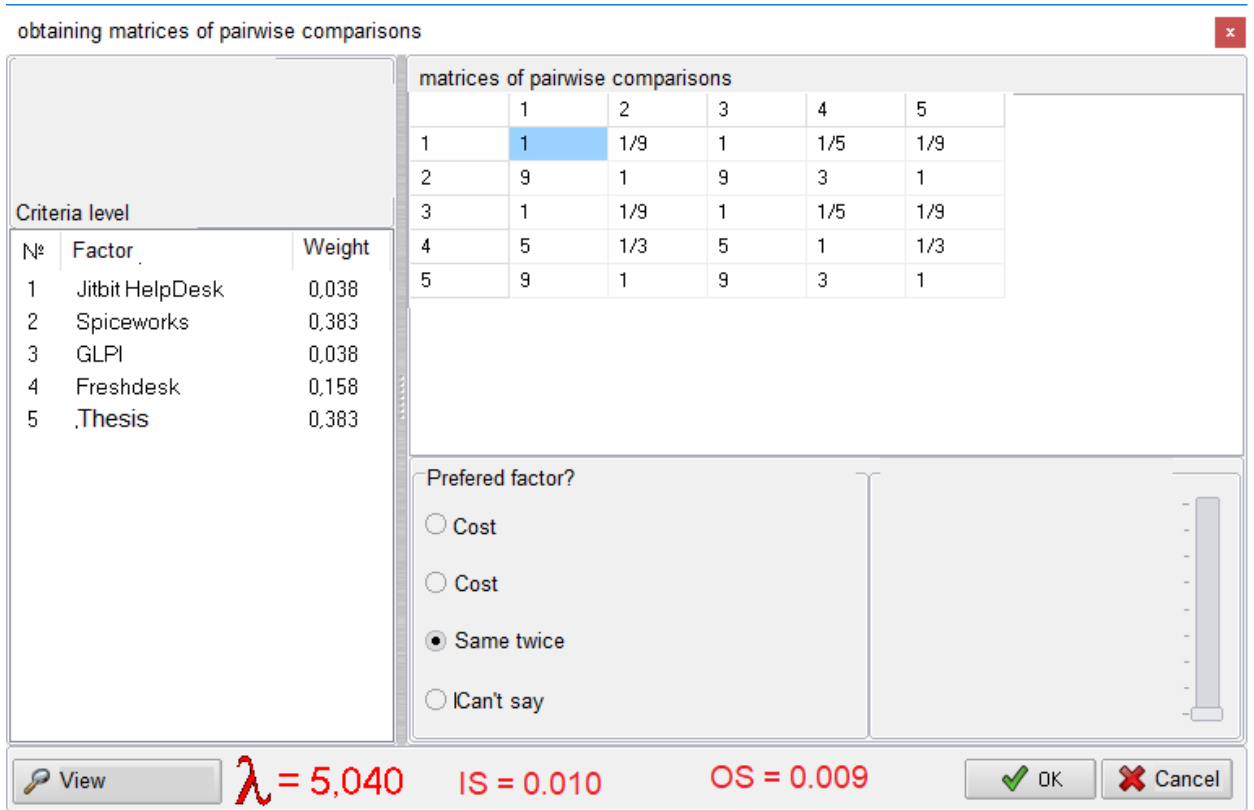 obtaining matrices of pairwise comparisons
x
Criteria level
№ Factor Weight
1 Jitbit HelpDesk 0,038
2 Spiceworks 0,383
3 GLPI 0,038
4 Freshdesk 0,158
5 .Thesis 0,383
matrices of pairwise comparisons
1 2 3 4 5
1 1 1/9 1 1/5 1/9
2 9 1 9 3 1
3 1 1/9 1 1/5 1/9
4 5 1/3 5 1 1/3
5 9 1 9 3 1
Prefered factor?
Cost
Cost
Same twice
ICan't say
View
λ = 5,040
IS = 0.010
OS = 0.009
OK
Cancel